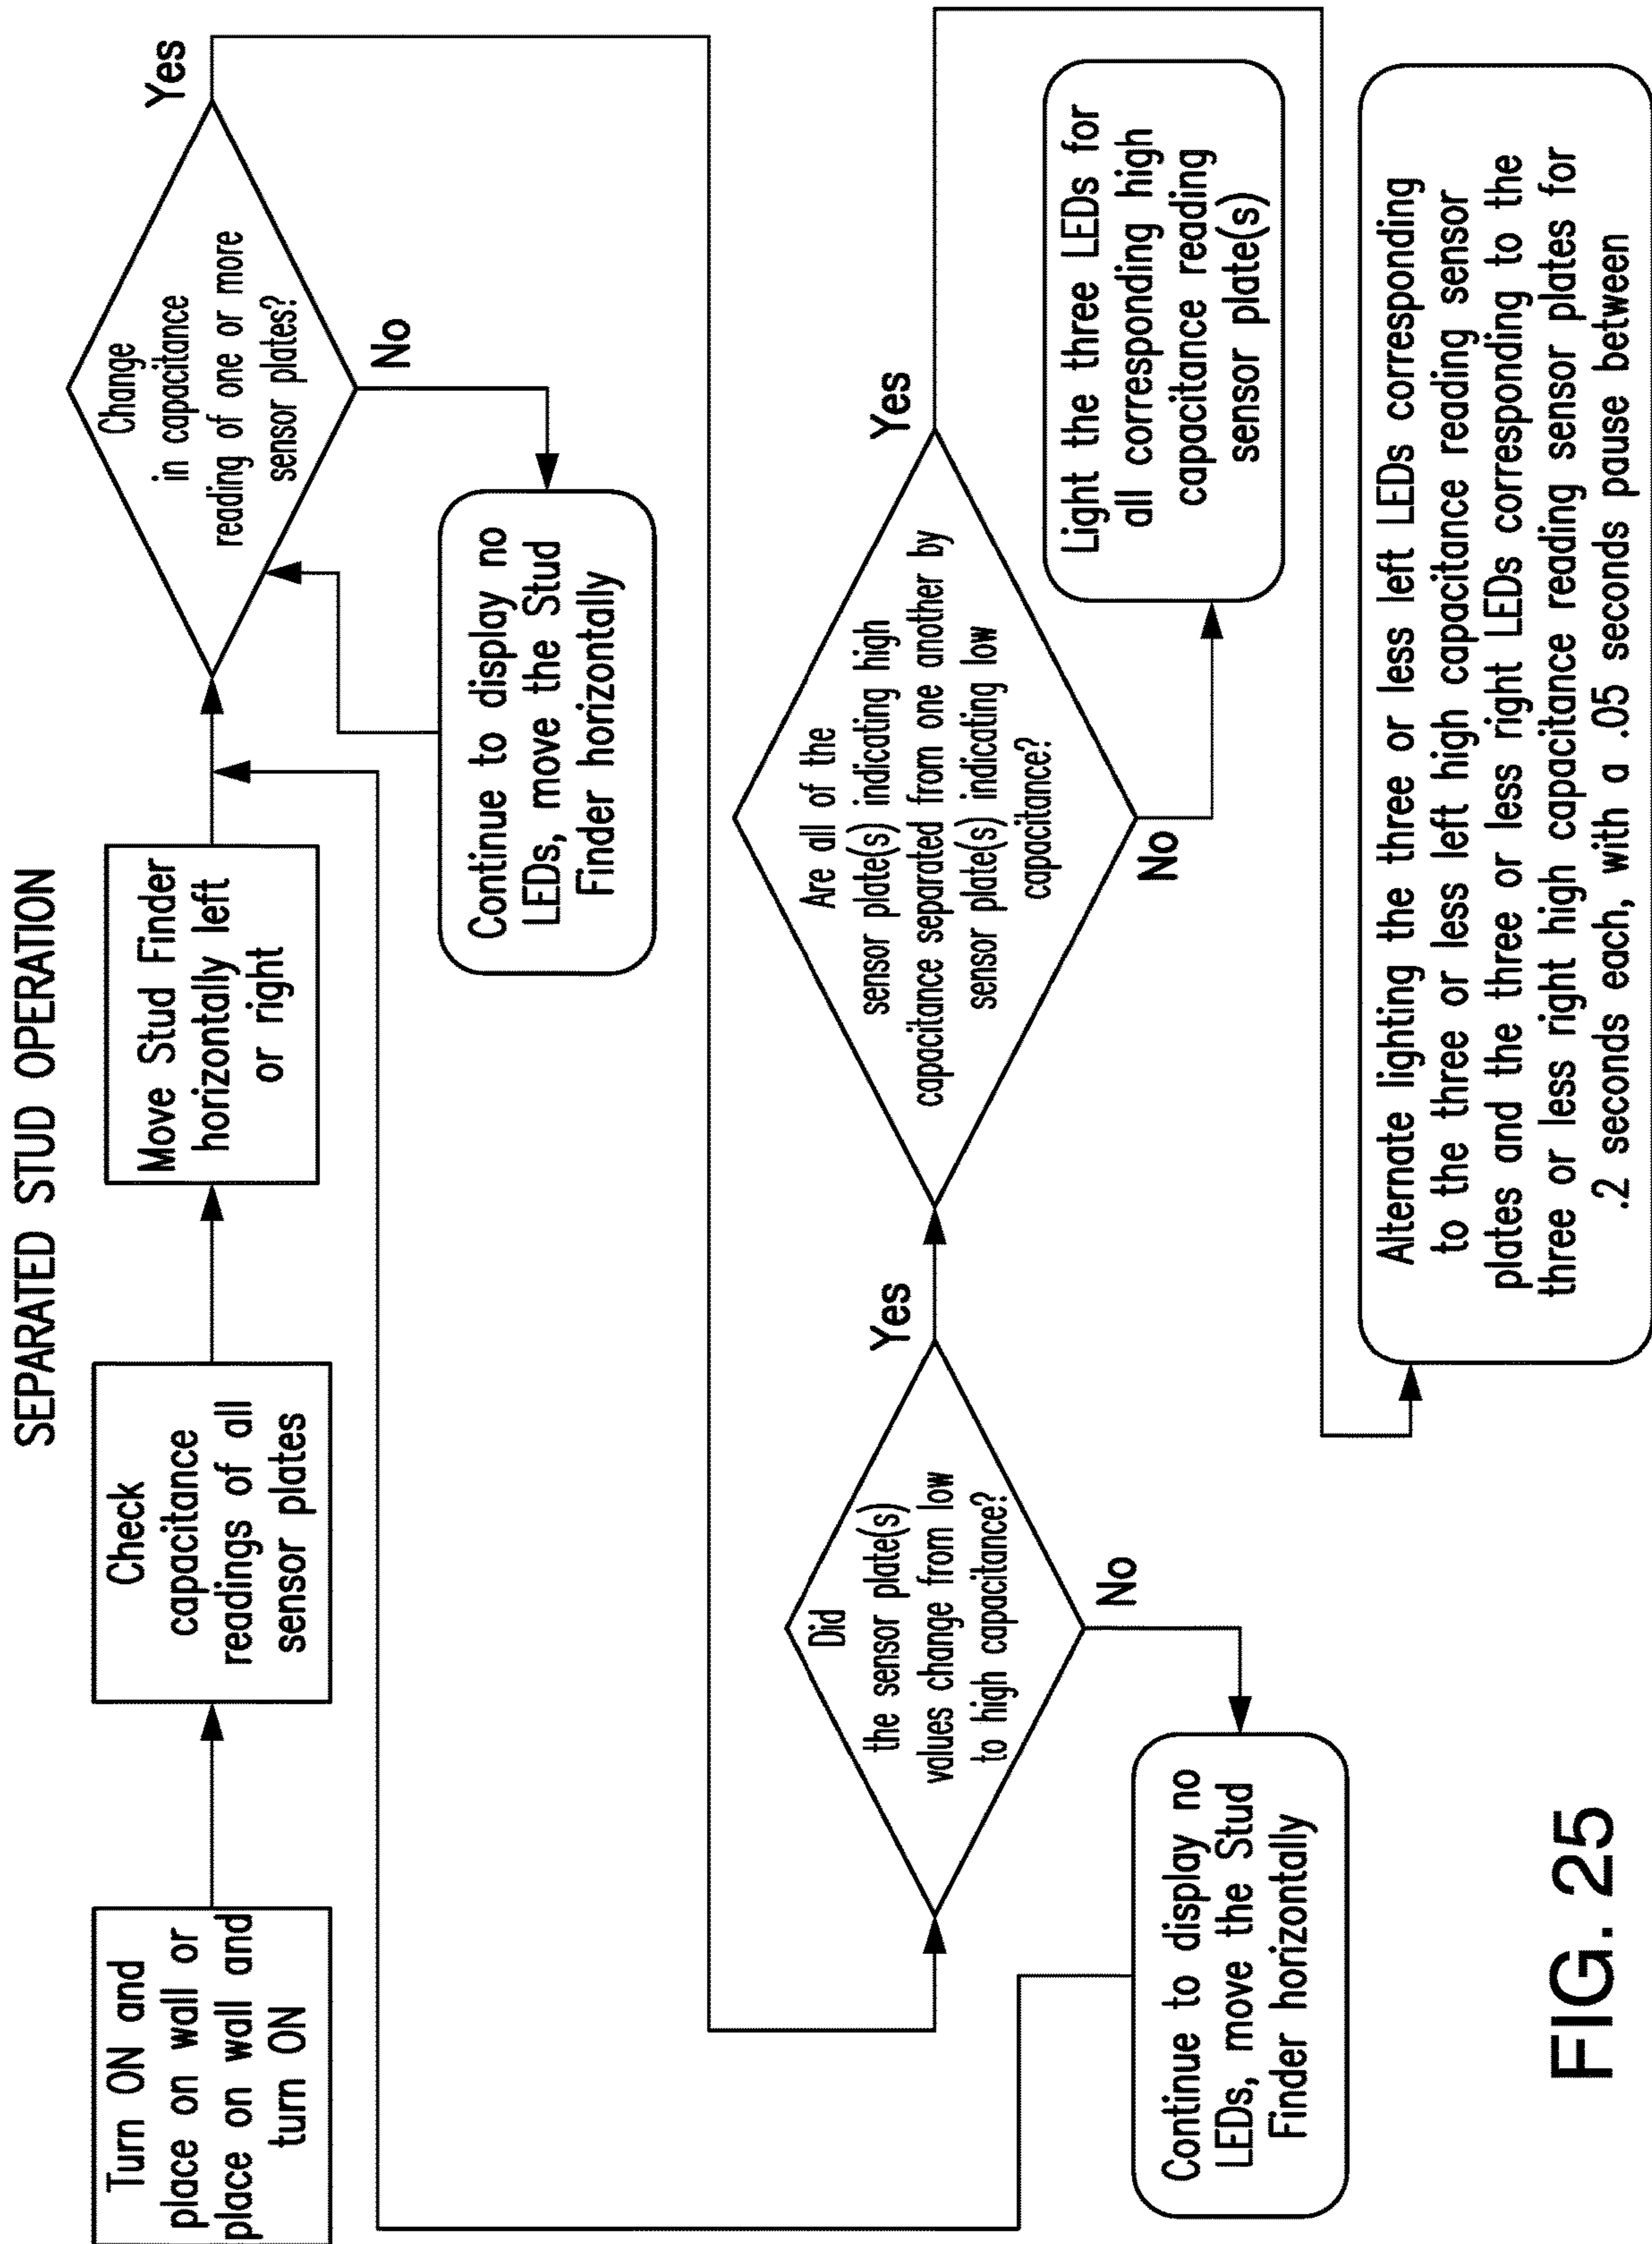 SEPARATED STUD OPERATION
Turn ON and
place on wall or
place on wall and
turn ON
Check
capacitance
readings of all
sensor plates
Move Stud Finder
horizontally left
or right
Change
in capacitance
reading of one or more
sensor plates?
Yes
No
Continue to display no
LEDs, move the Stud
Finder horizontally
Did
the sensor plate(s)
values change from low
to high capacitance?
Yes
No
Continue to display no
LEDs, move the Stud
Finder horizontally
Are all of the
sensor plate(s) indicating high
capacitance separated from one another by
sensor plate(s) indicating low
capacitance?
Yes
No
Light the three LEDs for
all corresponding high
capacitance reading
sensor plate(s)
Alternate lighting the three or less left LEDs corresponding
to the three or less left high capacitance reading sensor
plates and the three or less right LEDs corresponding to the
three or less right high capacitance reading sensor plates for
.2 seconds each, with a .05 seconds pause between
FIG. 25